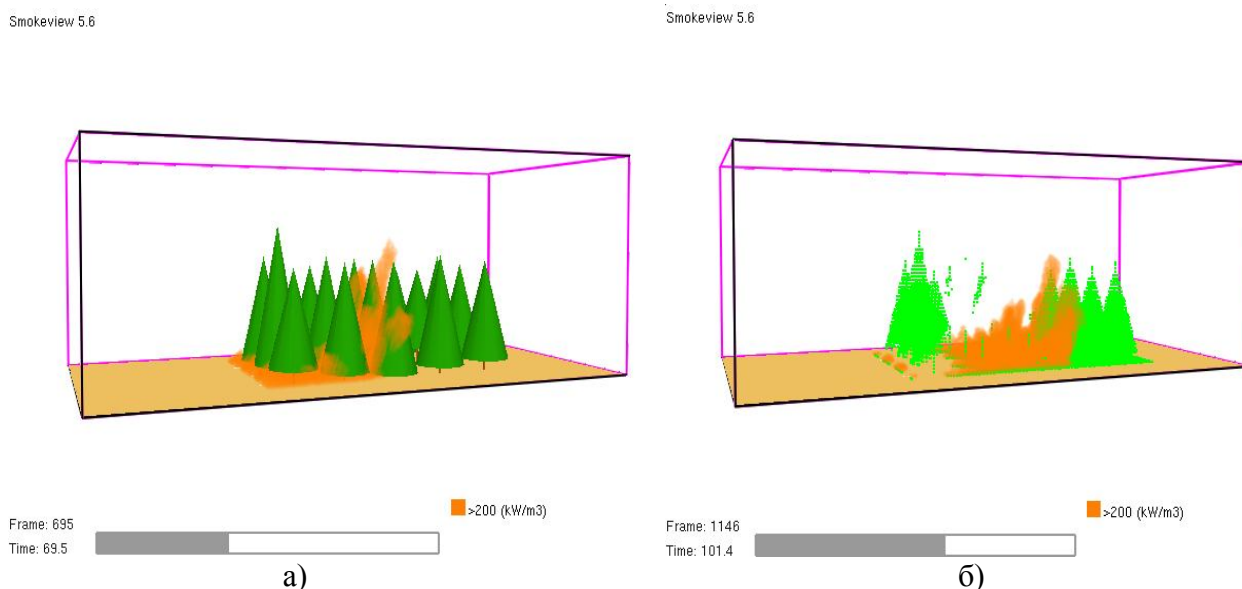 Smokeview 5.6
>200 (kW/m3)
Frame: 695
Time: 69.5
а)
Smokeview 5.6
>200 (kW/m3)
Frame: 1146
Time: 101.4
б)